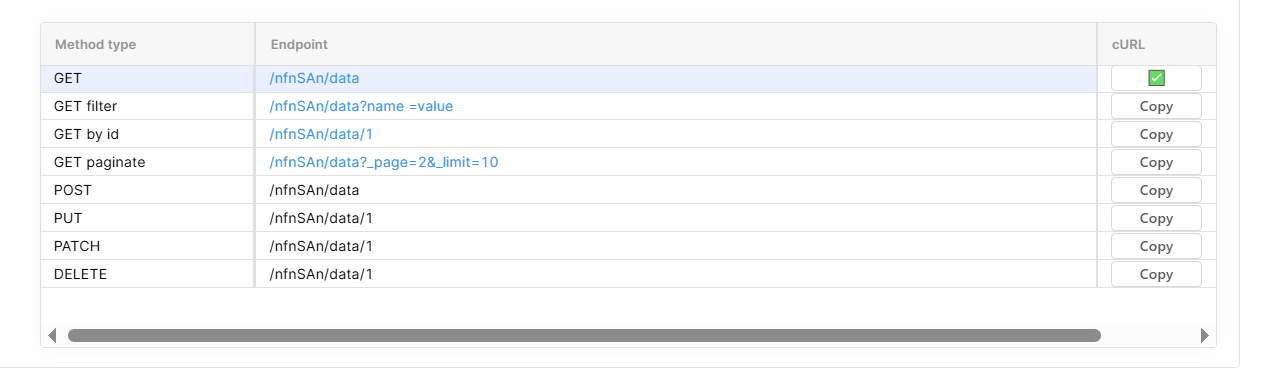 Method type Endpoint cURL
GET /nfnSAn/data
GET filter /nfnSAn/data?name =value Copy
GET by id /nfnSAn/data/1 Copy
GET paginate /nfnSAn/data?_page=2&_limit=10 Copy
POST /nfnSAn/data Copy
PUT /nfnSAn/data/1 Copy
PATCH /nfnSAn/data/1 Copy
DELETE /nfnSAn/data/1 Copy